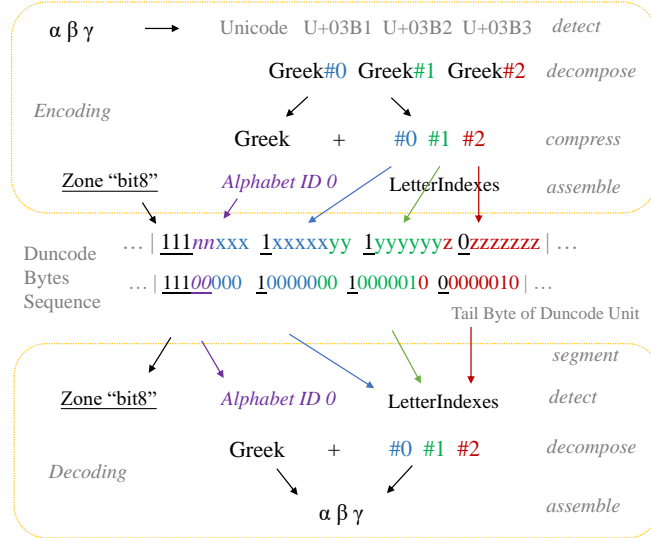 α β γ Unicode U+03B1 U+03B2 U+03B3 detect
Greek#0 Greek#1 Greek#2 decompose
Encoding
Greek + #0 #1 #2 compress
Zone “bit8” Alphabet ID 0 LetterIndexes assemble
… | 111nnxxx 1xxxxxyy 1yyyyyyz 0zzzzzzz | …
Duncode
Bytes
Sequence
… | 11100000 10000000 10000010 00000010 | …
Tail Byte of Duncode Unit
segment
Zone “bit8” Alphabet ID 0 LetterIndexes detect
Greek + #0 #1 #2 decompose
Decoding
α β γ assemble